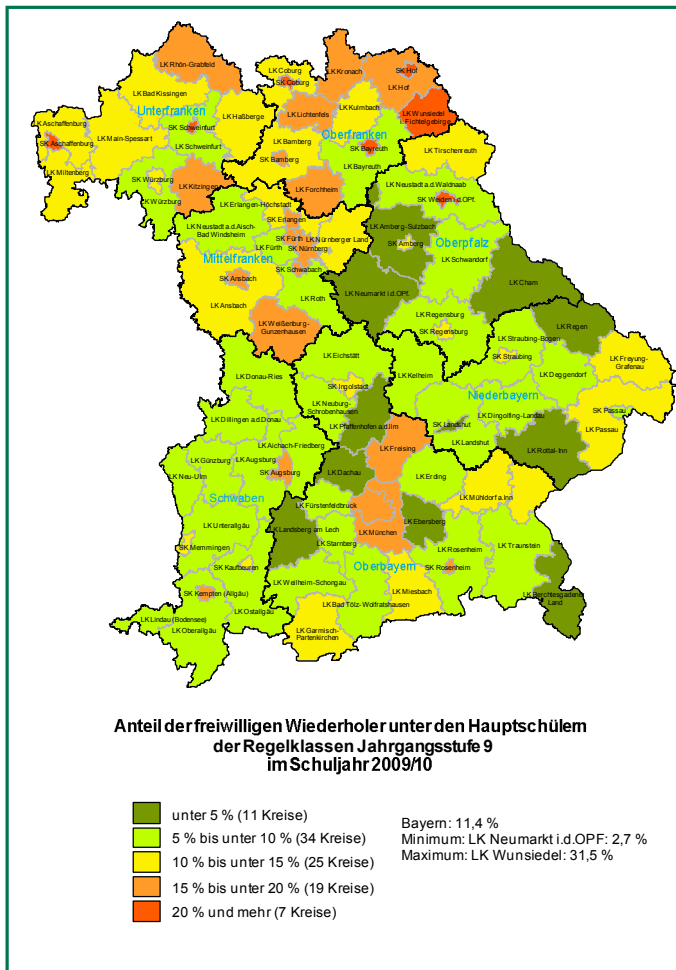 LK Rhön-Grabfeld
LK Coburg
SK Coburg
LK Kronach
SK Hof
LK Hof
LK Bad Kissingen
LK Lichtenfels
LK Kulmbach
LK Wunsiedel
i.Fichtelgebirge
Unterfranken
LK Haßberge
Oberfranken
LK Aschaffenburg
SK Aschaffenburg
SK Schweinfurt
LK Main-Spessart
LK Schweinfurt
LK Bamberg
SK Bamberg
SK Bayreuth
LK Bayreuth
LK Tirschenreuth
LK Miltenberg
SK Würzburg
LK Würzburg
LK Kitzingen
LK Forchheim
LK Neustadt a.d.Waldnaab
SK Weiden i.d.OPf.
LK Erlangen-Höchstadt
SK Erlangen
LK Neustadt a.d.Aisch-
Bad Windsheim
SK Fürth
LK Fürth
LK Nürnberger Land
SK Nürnberg
LK Amberg-Sulzbach
SK Amberg
Oberpfalz
LK Schwandorf
Mittelfranken
SK Ansbach
SK Schwabach
LK Ansbach
LK Roth
LK Neumarkt i.d.OPf.
LK Cham
LK Weißenburg-
Gunzenhausen
LK Regensburg
SK Regensburg
LK Regen
LK Eichstätt
LK Straubing-Bogen
SK Straubing
LK Freyung-
Grafenau
LK Donau-Ries
SK Ingolstadt
LK Kelheim
LK Deggendorf
LK Neuburg-
Schrobenhausen
Niederbayern
LK Dillingen a.d.Donau
LK Pfaffenhofen a.d.Ilm
SK Landshut
LK Dingolfing-Landau
SK Passau
LK Passau
LK Landshut
LK Rottal-Inn
LK Aichach-Friedberg
LK Günzburg
LK Augsburg
SK Augsburg
LK Neu-Ulm
LK Freising
LK Dachau
LK Erding
Schwaben
LK Fürstenfeldbruck
LK Mühldorf a.Inn
LK Unterallgäu
LK Landsberg am Lech
LK München
LK Ebersberg
LK Starnberg
SK Memmingen
SK Kaufbeuren
Oberbayern
LK Rosenheim
SK Rosenheim
LK Traunstein
LK Weilheim-Schongau
LK Miesbach
SK Kempten (Allgäu)
LK Bad Tölz-Wolfratshausen
LK Berchtesgadener
Land
LK Ostallgäu
LK Lindau (Bodensee)
LK Oberallgäu
LK Garmisch-
Partenkirchen
Anteil der freiwilligen Wiederholer unter den Hauptschülern
der Regelklassen Jahrgangsstufe 9
im Schuljahr 2009/10
unter 5 % (11 Kreise)
5 % bis unter 10 % (34 Kreise)
10 % bis unter 15 % (25 Kreise)
15 % bis unter 20 % (19 Kreise)
20 % und mehr (7 Kreise)
Bayern: 11,4 %
Minimum: LK Neumarkt i.d.OPF: 2,7 %
Maximum: LK Wunsiedel: 31,5 %